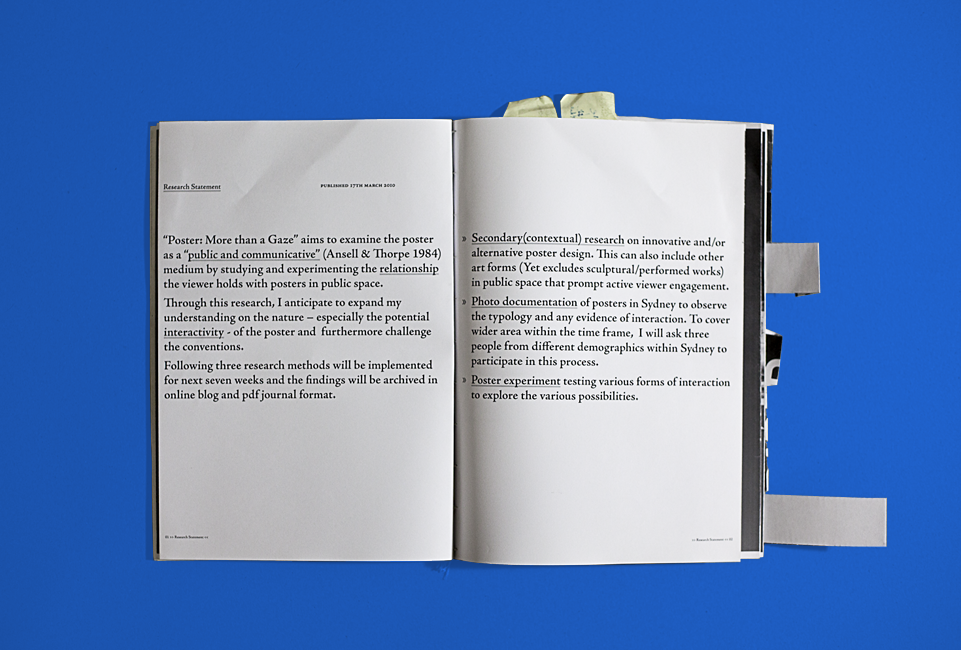 Research Statement
PUBLISHED 17TH MARCH 2010
“Poster: More than a Gaze” aims to examine the poster
as a “public and communicative” (Ansell & Thorpe 1984)
medium by studying and experimenting the relationship
the viewer holds with posters in public space.
Through this research, I anticipate to expand my
understanding on the nature – especially the potential
interactivity - of the poster and furthermore challenge
the conventions.
Following three research methods will be implemented
for next seven weeks and the findings will be archived in
online blog and pdf journal format.
Research Statement
» Secondary(contextual) research on innovative and/or
alternative poster design. This can also include other
art forms (Yet excludes sculptural/performed works)
in public space that prompt active viewer engagement.
» Photo documentation of posters in Sydney to observe
the typology and any evidence of interaction. To cover
wider area within the time frame, I will ask three
people from different demographics within Sydney to
participate in this process.
» Poster experiment testing various forms of interaction
to explore the various possibilities.
Research Statement